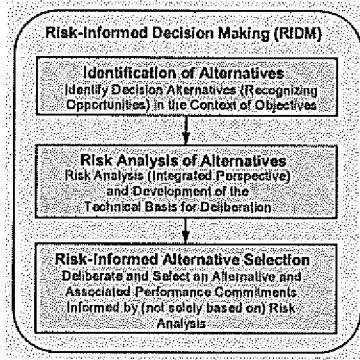 Risk-Informed Decision Making (RIDM)
Identification of Alternatives
Identify Decision Alternatives (Recognizing
Opportunities) in the Context of Objectives
Risk Analysis of Alternatives
Risk Analysis (Integrated Perspective)
and Development of the
Technical Basis for Deliberation
Risk-Informed Alternative Selection
Deliberate and Select an Alternative and
Associated Performance Commitments
Informed by (not solely based on) Risk
Analysis